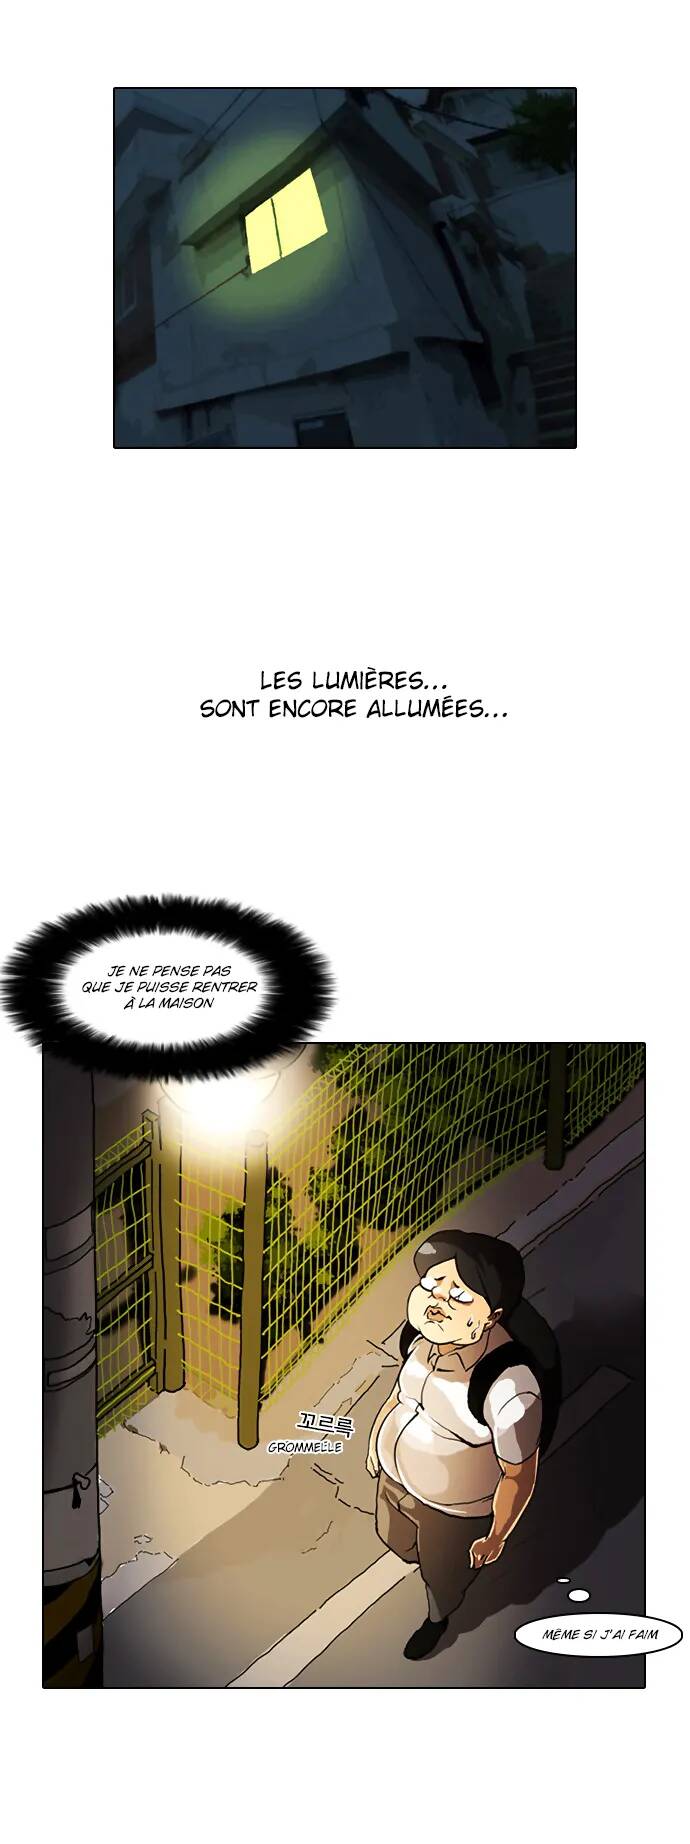 LES LUMIÈRES...
SONT ENCORE ALLUMÉES...
JE NE PENSE PAS
QUE JE PUISSE RENTRER
À LA MAISON
꼬르륵
GROMMELLE
MÊME SI J'AI FAIM